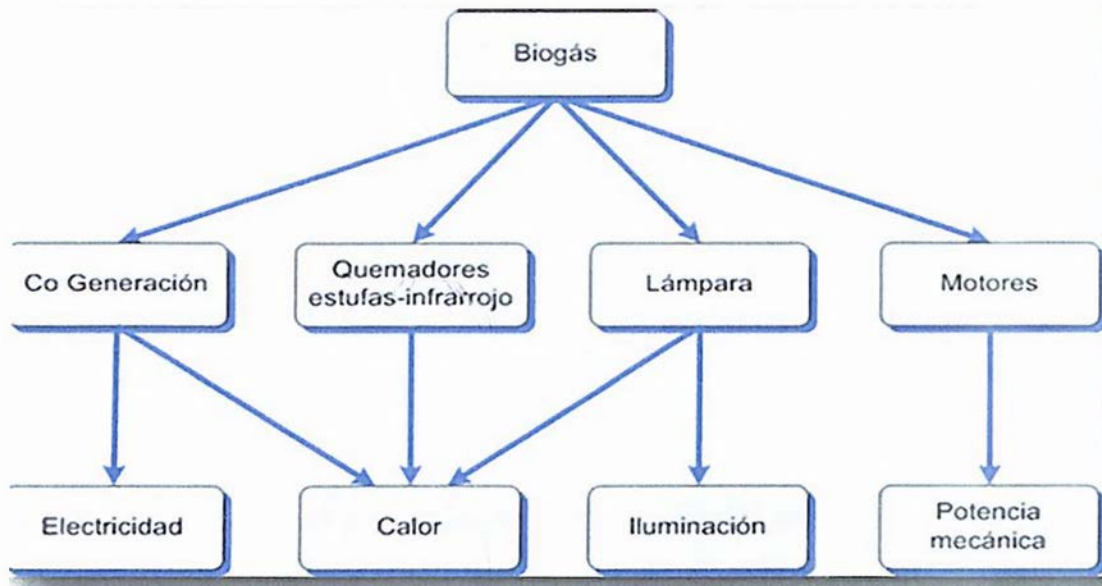 Biogás
Co Generación
Quemadores
estufas-infrarrojo
Lámpara
Motores
Electricidad
Calor
Iluminación
Potencia
mecánica